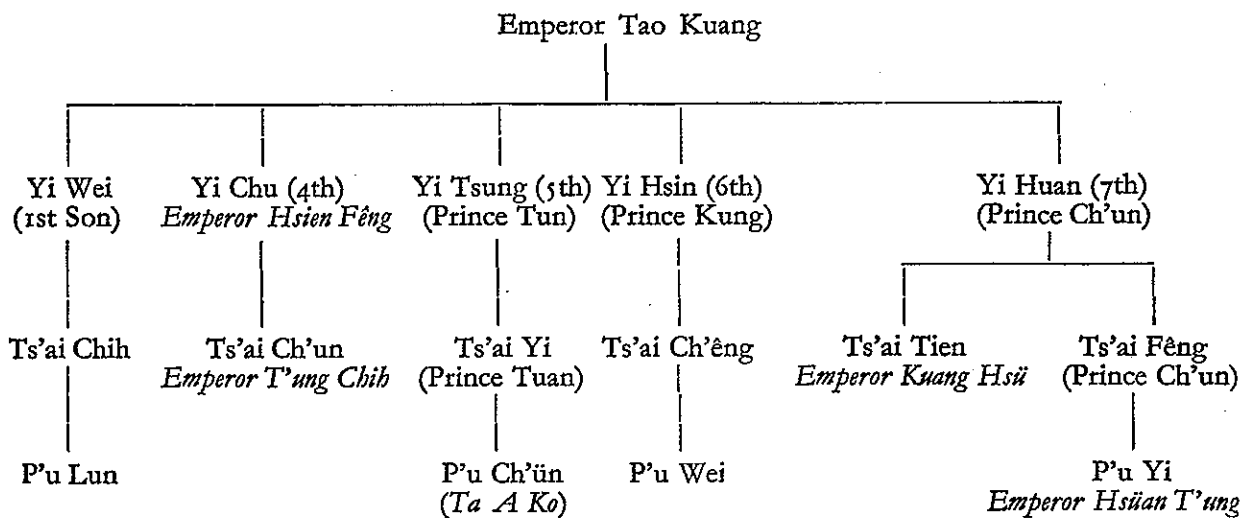 Emperor Tao Kuang
Yi Wei
(1st Son)
Yi Chu (4th)
Emperor Hsien Fêng
Yi Tsung (5th)
(Prince Tun)
Yi Hsin (6th)
(Prince Kung)
Yi Huan (7th)
(Prince Ch'un)
Ts'ai Chih
Ts'ai Ch'un
Emperor T'ung Chih
Ts'ai Yi
(Prince Tuan)
Ts'ai Ch'êng
Ts'ai Tien
Emperor Kuang Hsü
Ts'ai Fêng
(Prince Ch'un)
P'u Lun
P'u Ch'ün
(Ta A Ko)
P'u Wei
P'u Yi
Emperor Hsüan T'ung